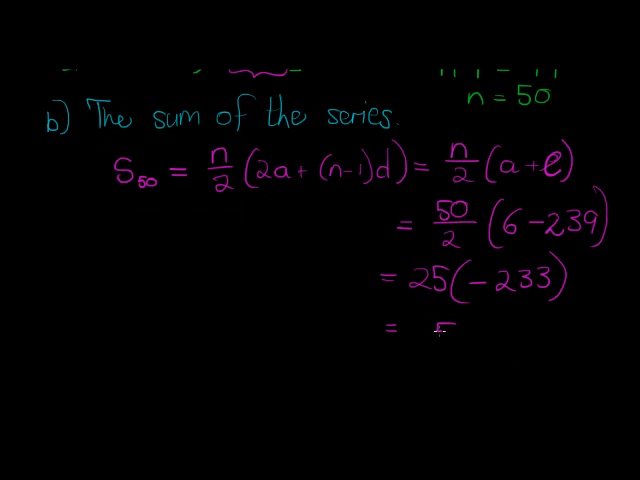 n = 50
b) The sum of the series.
S₅₀ = n/2 (2a + (n-1)d) = n/2 (a + l)
= 50/2 (6 - 239)
= 25(-233)
=